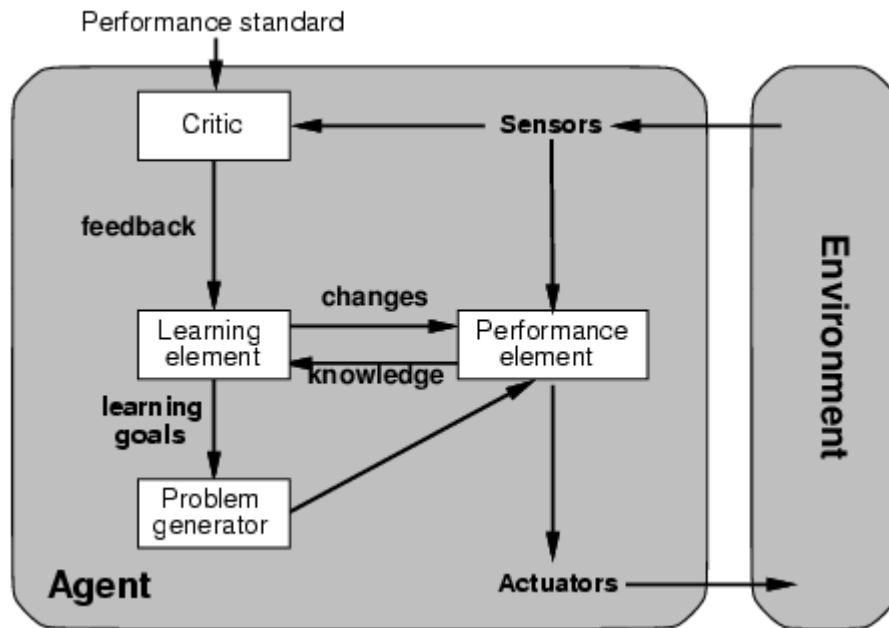 Performance standard
Critic
Sensors
feedback
changes
Learning
element
Performance
element
knowledge
learning
goals
Problem
generator
Agent
Actuators
Environment